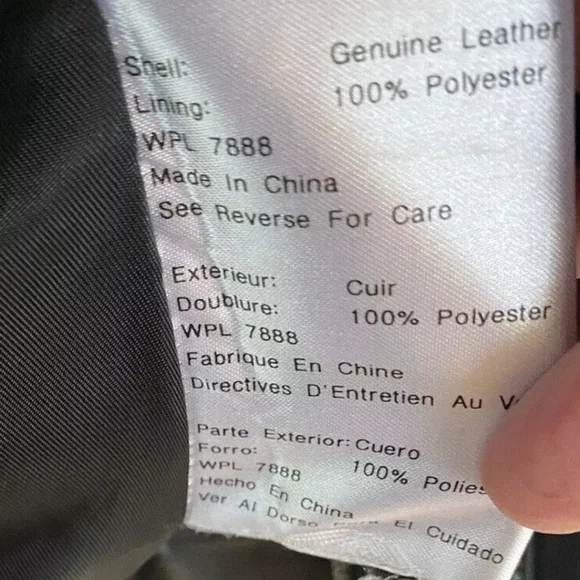 Shell: Genuine Leather
Lining: 100% Polyester
WPL 7888
Made In China
See Reverse For Care
Exterieur: Cuir
Doublure: 100% Polyester
WPL 7888
Fabrique En Chine
Directives D'Entretien Au
Parte Exterior: Cuero
Forro: 100%
WPL 7888
Hecho En China
Ver Al Dorso El Cuidado